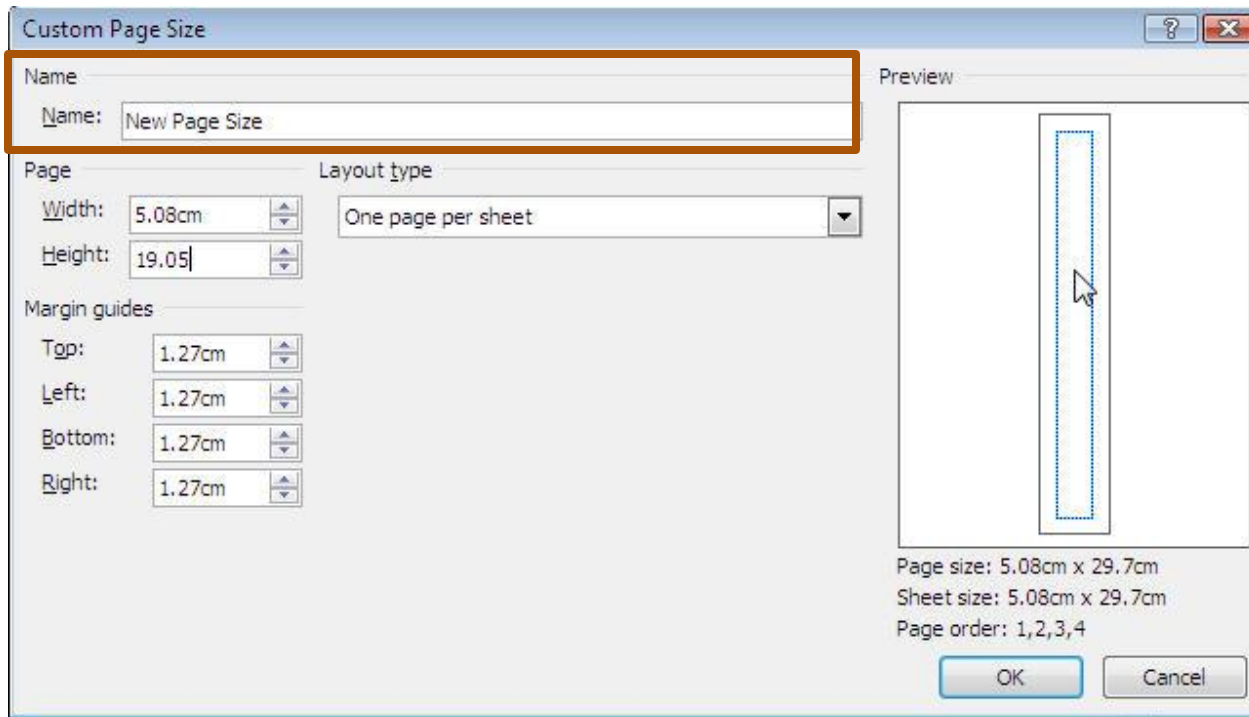 Custom Page Size
Name
Name: New Page Size
Page
Width: 5.08cm
Height: 19.05
Layout type
One page per sheet
Margin guides
Top: 1.27cm
Left: 1.27cm
Bottom: 1.27cm
Right: 1.27cm
Preview
Page size: 5.08cm x 29.7cm
Sheet size: 5.08cm x 29.7cm
Page order: 1,2,3,4
OK
Cancel